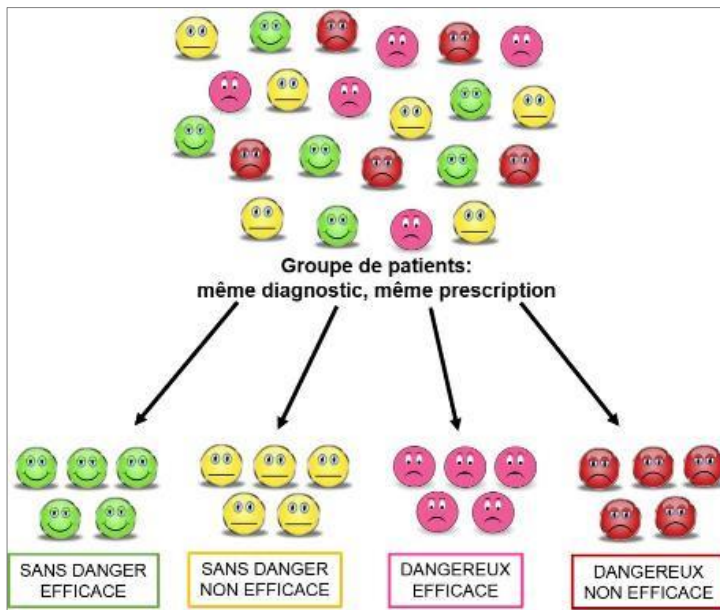 Groupe de patients:
même diagnostic, même prescription
SANS DANGER
EFFICACE
SANS DANGER
NON EFFICACE
DANGEREUX
EFFICACE
DANGEREUX
NON EFFICACE